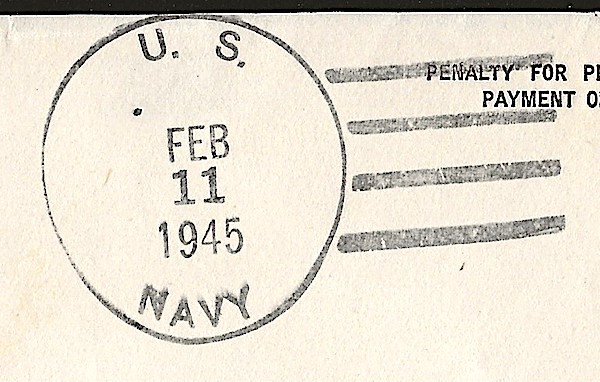 U. S.
FEB
11
1945
NAVY
PENALTY FOR
PAYMENT